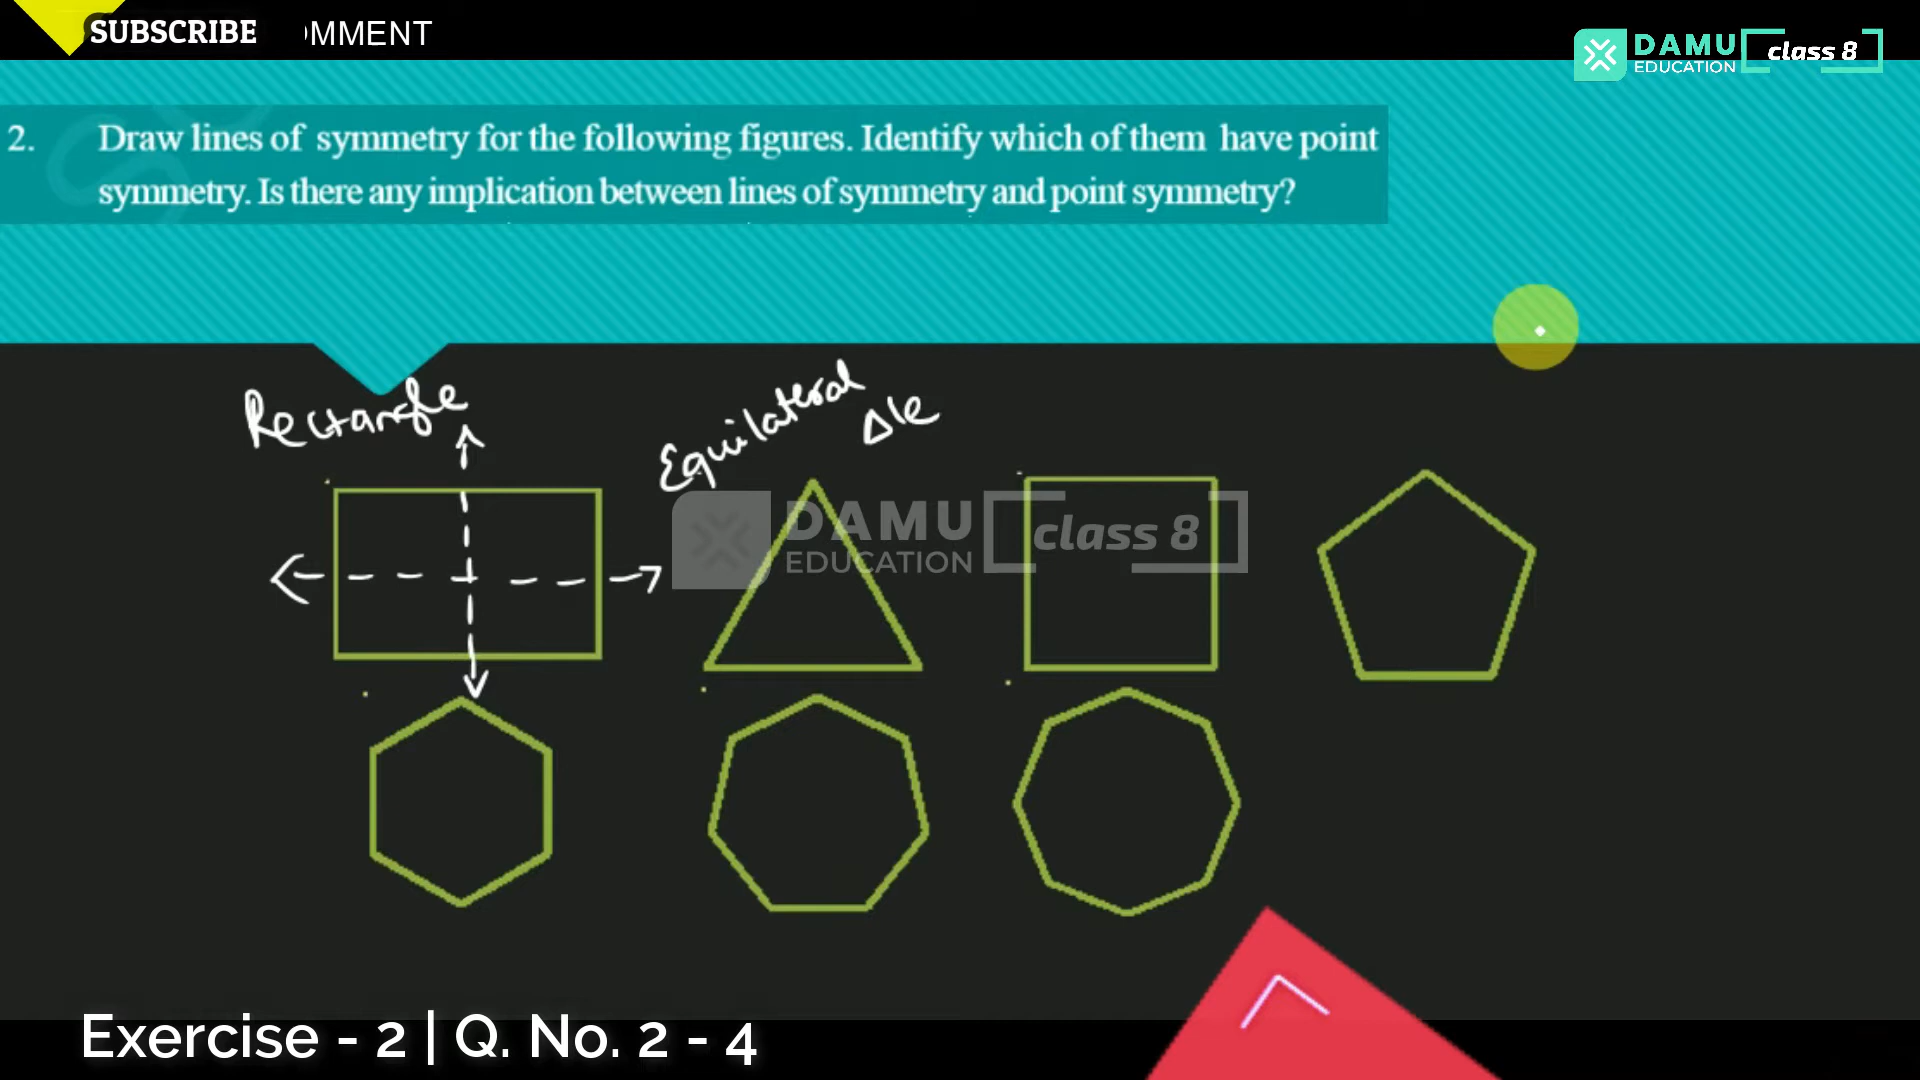 SUBSCRIBE OMMENT
DAMU
EDUCATION
class 8
2. Draw lines of symmetry for the following figures. Identify which of them have point
symmetry. Is there any implication between lines of symmetry and point symmetry?
Rectangle
Equilateral
Δle
DAMU
EDUCATION
class 8
Exercise - 2 | Q. No. 2 - 4